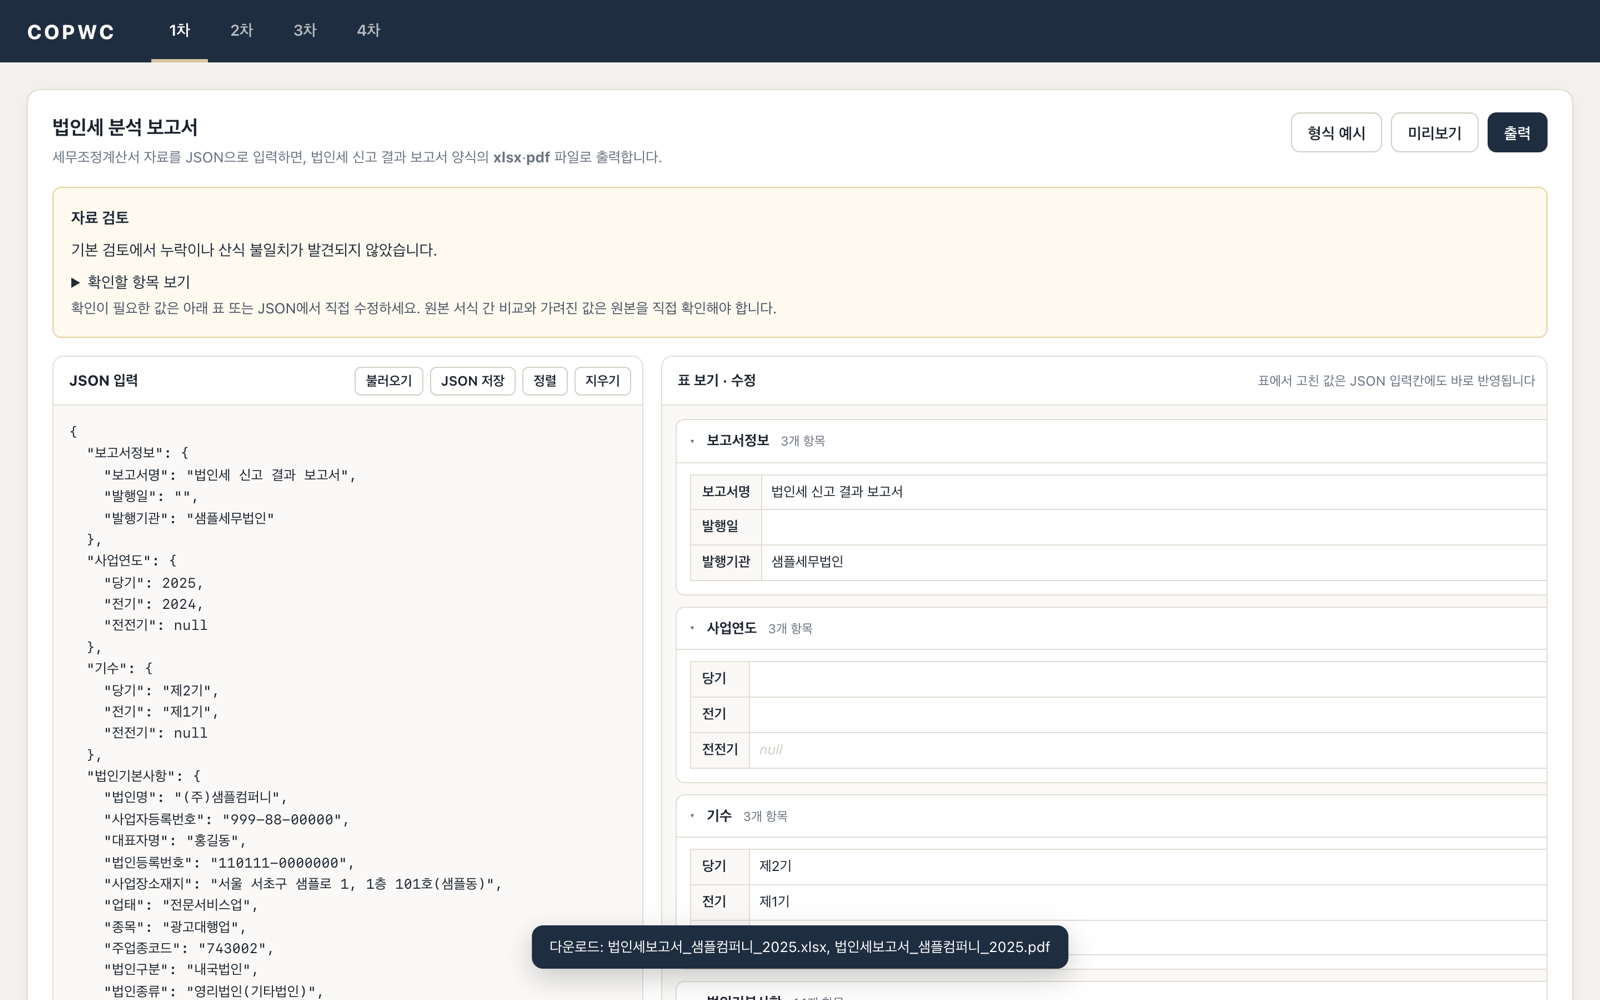 COPWC
1차
2차
3차
4차
법인세 분석 보고서
세무조정계산서 자료를 JSON으로 입력하면, 법인세 신고 결과 보고서 양식의 xlsx·pdf 파일로 출력합니다.
형식 예시
미리보기
출력
자료 검토
기본 검토에서 누락이나 산식 불일치가 발견되지 않았습니다.
▶ 확인할 항목 보기
확인이 필요한 값은 아래 표 또는 JSON에서 직접 수정하세요. 원본 서식 간 비교와 가려진 값은 원본을 직접 확인해야 합니다.
JSON 입력
불러오기
JSON 저장
정렬
지우기
{
"보고서정보": {
"보고서명": "법인세 신고 결과 보고서",
"발행일": "",
"발행기관": "샘플세무법인"
},
"사업연도": {
"당기": 2025,
"전기": 2024,
"전전기": null
},
"기수": {
"당기": "제2기",
"전기": "제1기",
"전전기": null
},
"법인기본사항": {
"법인명": "(주)샘플컴퍼니",
"사업자등록번호": "999-88-00000",
"대표자명": "홍길동",
"법인등록번호": "110111-0000000",
"사업장소재지": "서울 서초구 샘플로 1, 1층 101호(샘플동)",
"업태": "전문서비스업",
"종목": "광고대행업",
"주업종코드": "743002",
"법인구분": "내국법인",
"법인종류": "영리법인(기타법인)",
표 보기 · 수정
표에서 고친 값은 JSON 입력칸에도 바로 반영됩니다
보고서정보 3개 항목
보고서명 법인세 신고 결과 보고서
발행일
발행기관 샘플세무법인
사업연도 3개 항목
당기
전기
전전기 null
기수 3개 항목
당기 제2기
전기 제1기
다운로드: 법인세보고서_샘플컴퍼니_2025.xlsx, 법인세보고서_샘플컴퍼니_2025.pdf